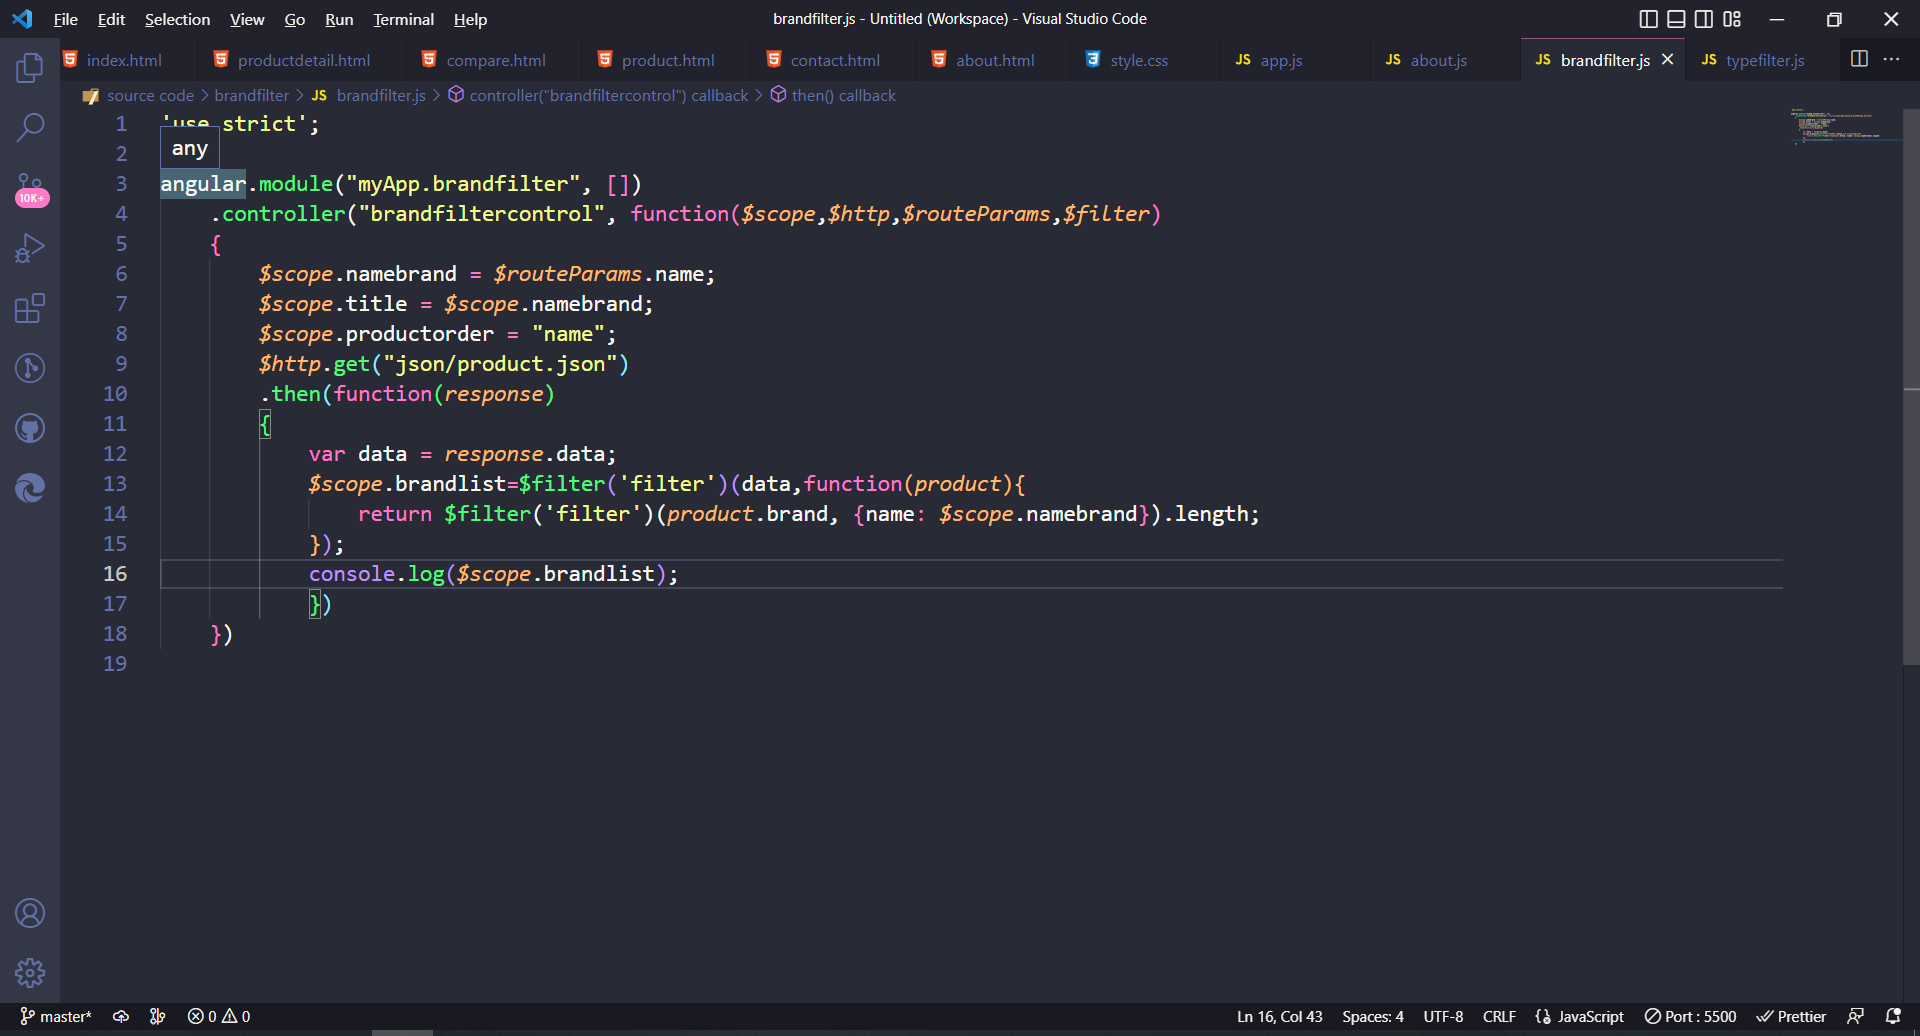 File Edit Selection View Go Run Terminal Help
brandfilter.js - Untitled (Workspace) - Visual Studio Code
index.html productdetail.html compare.html product.html contact.html about.html style.css JS app.js JS about.js JS brandfilter.js JS typefilter.js
source code > brandfilter > JS brandfilter.js > controller("brandfiltercontrol") callback > then() callback
10K+
1 'use strict';
any
2
3 angular.module("myApp.brandfilter", [])
4     .controller("brandfiltercontrol", function($scope,$http,$routeParams,$filter)
5     {
6         $scope.namebrand = $routeParams.name;
7         $scope.title = $scope.namebrand;
8         $scope.productorder = "name";
9         $http.get("json/product.json")
10         .then(function(response)
11         {
12             var data = response.data;
13             $scope.brandlist=$filter('filter')(data,function(product){
14                 return $filter('filter')(product.brand, {name: $scope.namebrand}).length;
15             });
16             console.log($scope.brandlist);
17             })
18     })
19
master* 0 0 Ln 16, Col 43 Spaces: 4 UTF-8 CRLF JavaScript Port : 5500 Prettier